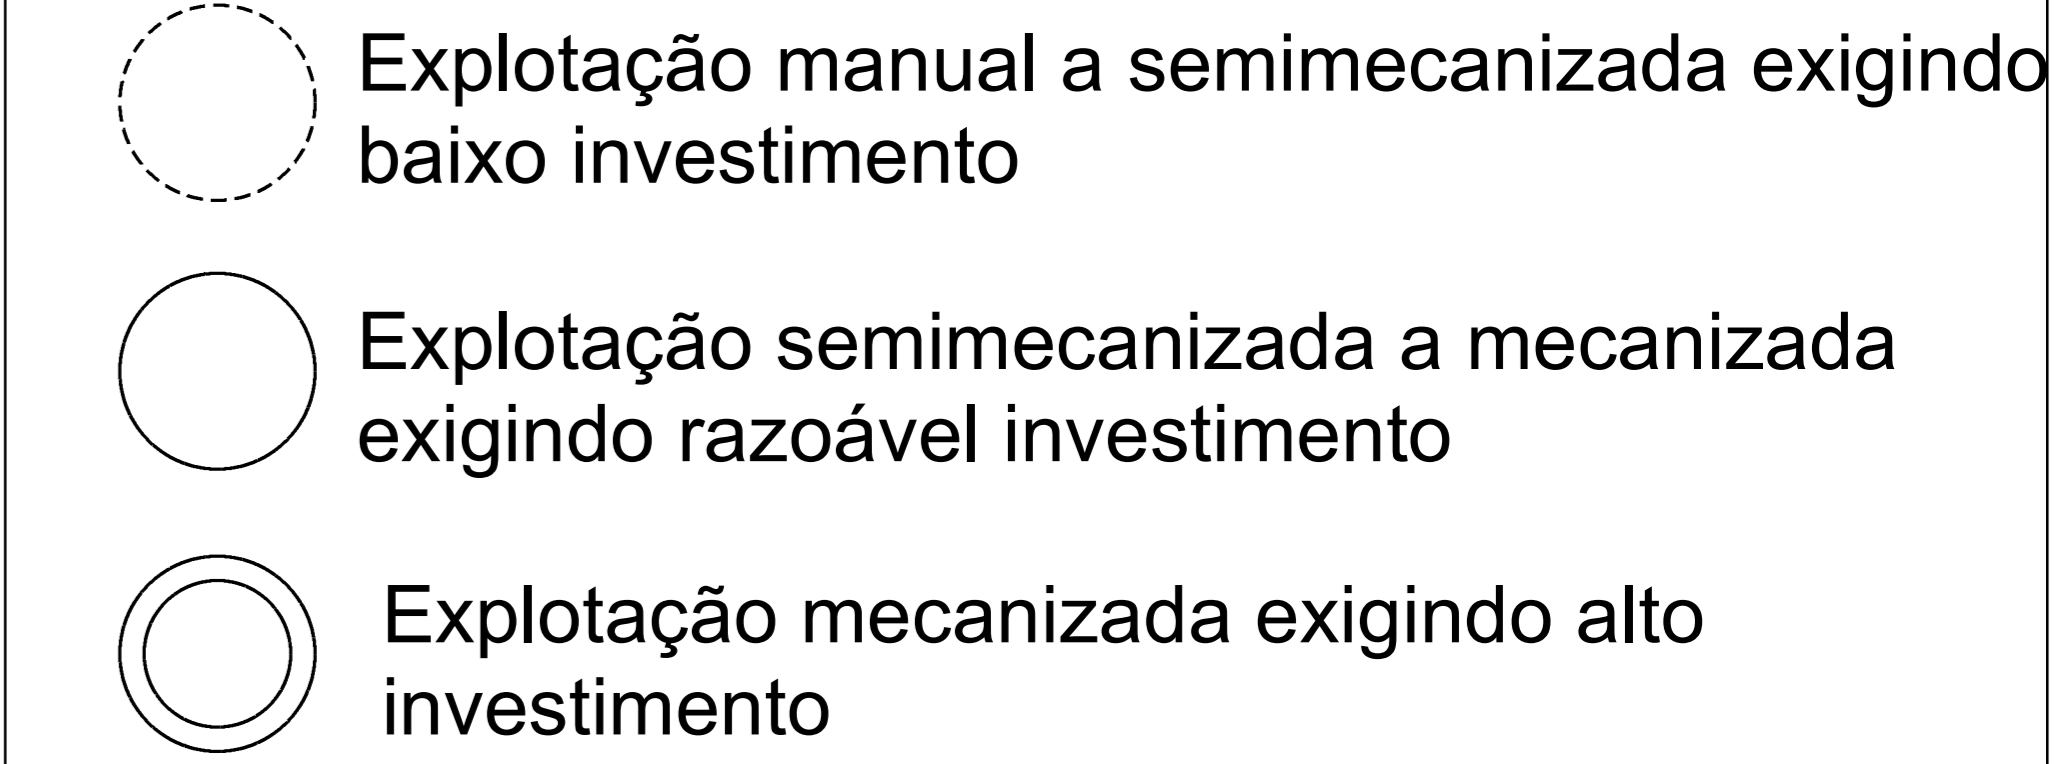 Explotação manual a semimecanizada exigindo
baixo investimento
Explotação semimecanizada a mecanizada
exigindo razoável investimento
Explotação mecanizada exigindo alto
investimento